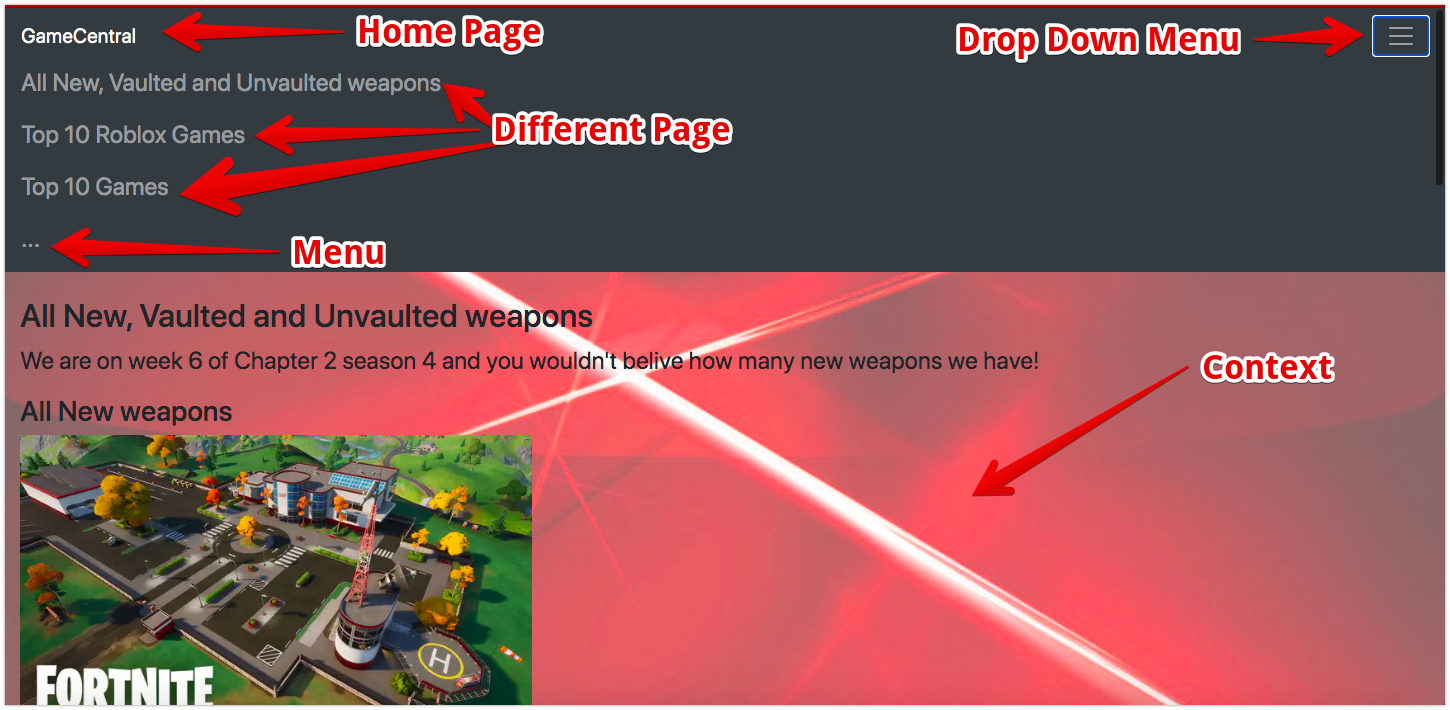 GameCentral
Home Page
Drop Down Menu
All New, Vaulted and Unvaulted weapons
Different Page
Top 10 Roblox Games
Top 10 Games
...
Menu
All New, Vaulted and Unvaulted weapons
We are on week 6 of Chapter 2 season 4 and you wouldn't belive how many new weapons we have!
Context
All New weapons
H
FORTNITE